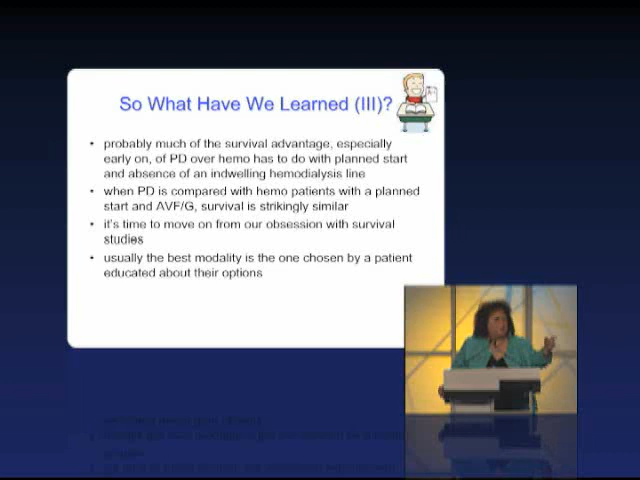 So What Have We Learned (III)?
• probably much of the survival advantage, especially
early on, of PD over hemo has to do with planned start
and absence of an indwelling hemodialysis line
• when PD is compared with hemo patients with a planned
start and AVF/G, survival is strikingly similar
• it's time to move on from our obsession with survival
studies
• usually the best modality is the one chosen by a patient
educated about their options